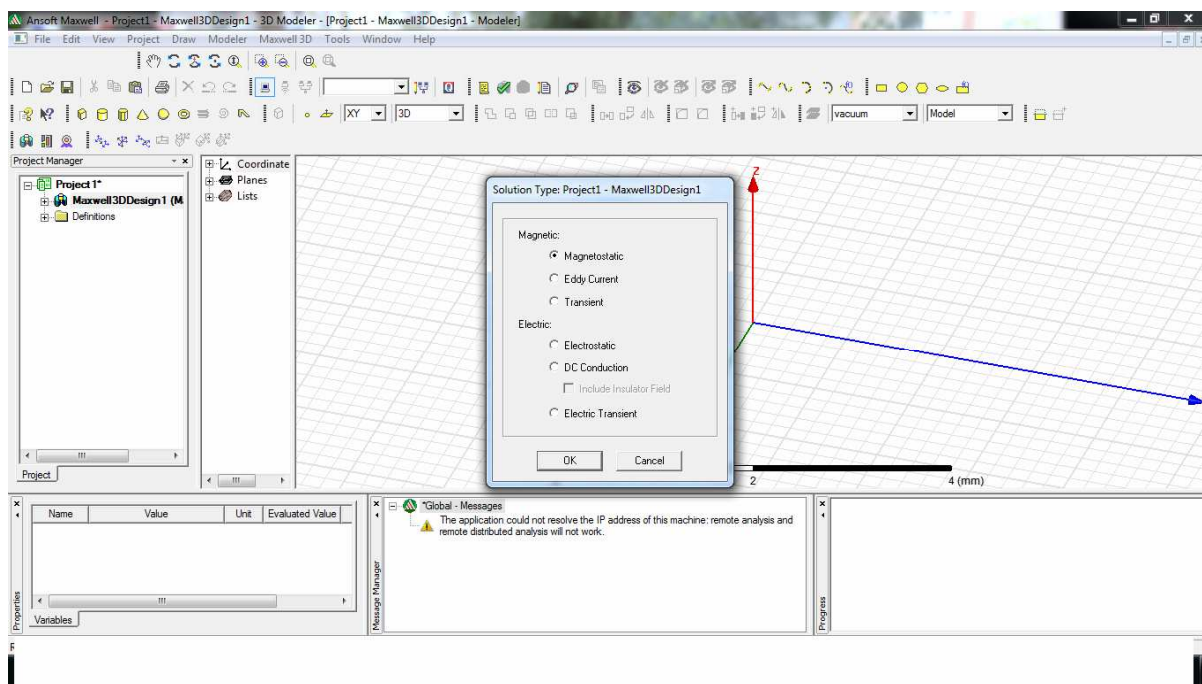 Ansoft Maxwell - Project1 - Maxwell3DDesign1 - 3D Modeler - [Project1 - Maxwell3DDesign1 - Modeler]
File Edit View Project Draw Modeler Maxwell 3D Tools Window Help
XY 3D vacuum Model
Project Manager
Project1*
Maxwell3DDesign1 (M
Definitions
Project
Coordinate
Planes
Lists
Z
Solution Type: Project1 - Maxwell3DDesign1
Magnetic:
Magnetostatic
Eddy Current
Transient
Electric:
Electrostatic
DC Conduction
Include Insulator Field
Electric Transient
OK Cancel
2 4 (mm)
Name Value Unit Evaluated Value
Variables
Properties
*Global - Messages
The application could not resolve the IP address of this machine: remote analysis and
remote distributed analysis will not work.
Message Manager
Progress